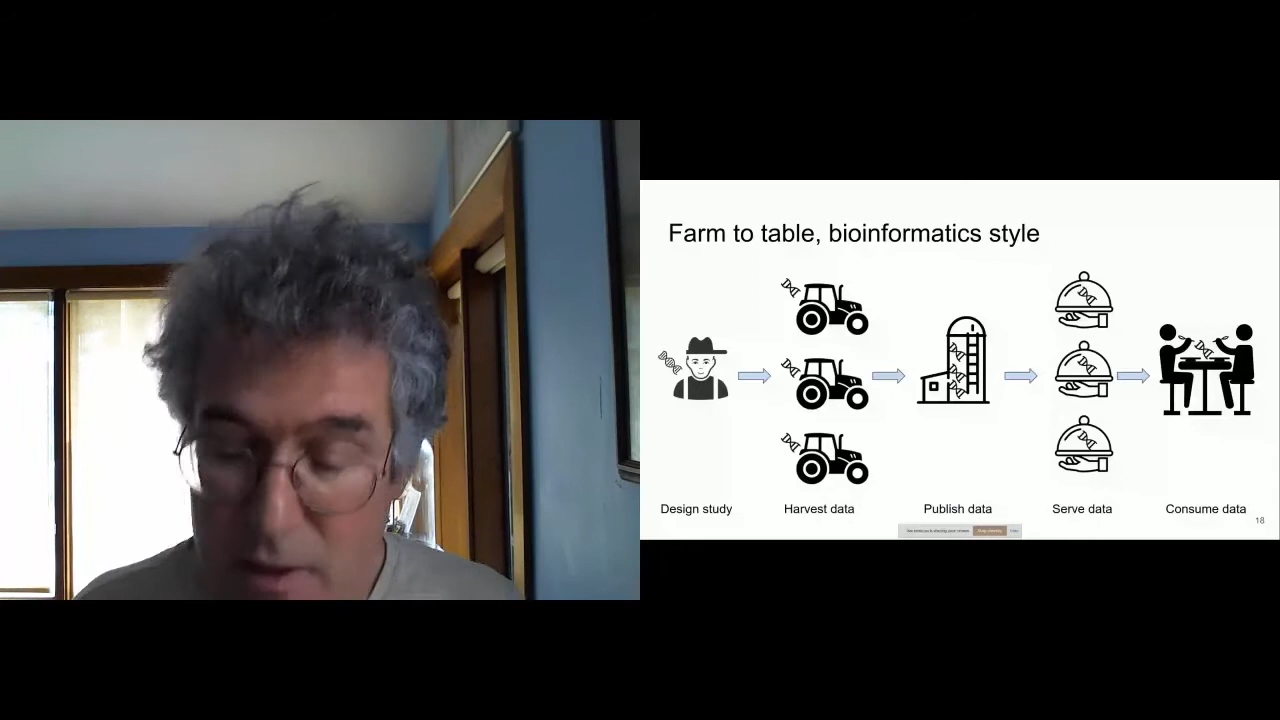 Farm to table, bioinformatics style
Design study
Harvest data
Publish data
Serve data
Consume data
18